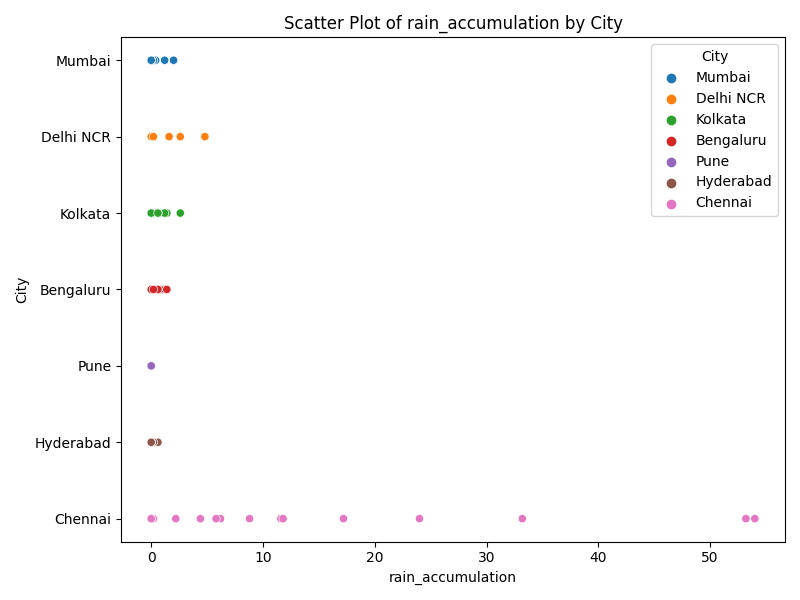 Scatter Plot of rain_accumulation by City
City
Mumbai
Delhi NCR
Kolkata
Bengaluru
Pune
Hyderabad
Chennai
Mumbai
Delhi NCR
Kolkata
Bengaluru
Pune
Hyderabad
Chennai
City
0 10 20 30 40 50
rain_accumulation